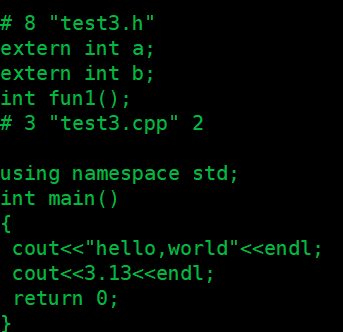 # 8 "test3.h"
extern int a;
extern int b;
int fun1();
# 3 "test3.cpp" 2

using namespace std;
int main()
{
 cout<<"hello,world"<<endl;
 cout<<3.13<<endl;
 return 0;
}